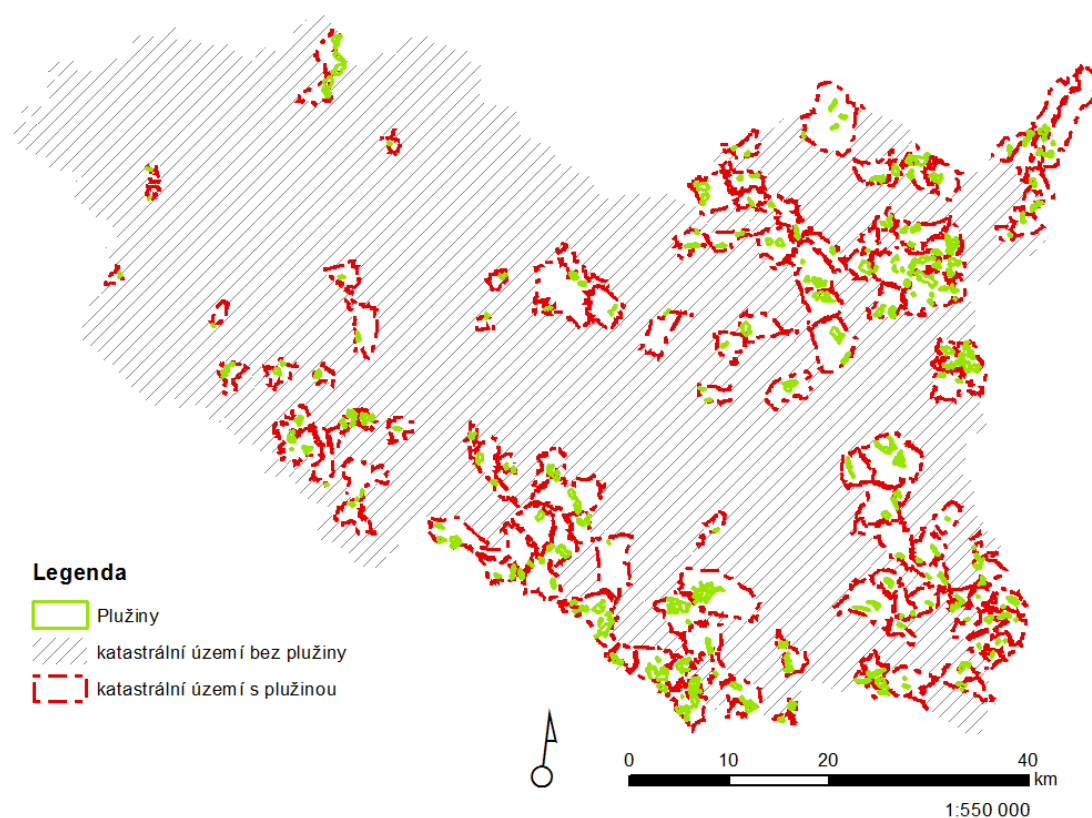 Legenda
Plužiny
katastrální území bez plužiny
katastrální území s plužinou
0 10 20 40
km
1:550 000